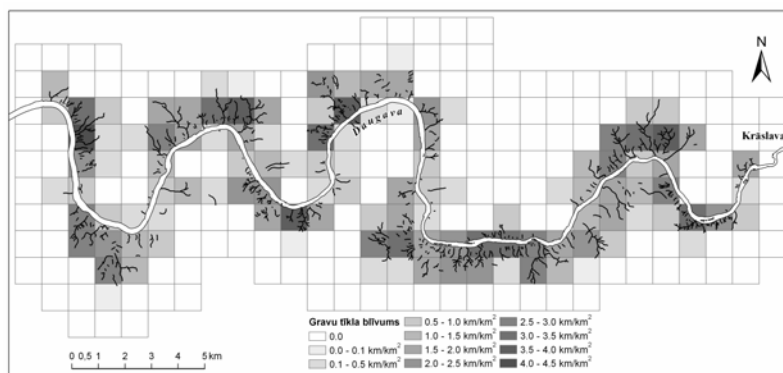 N
Krāslava
Daugava
Gravu tīkla blīvums
0.0
0.0 - 0.1 km/km²
0.1 - 0.5 km/km²
0.5 - 1.0 km/km²
1.0 - 1.5 km/km²
1.5 - 2.0 km/km²
2.0 - 2.5 km/km²
2.5 - 3.0 km/km²
3.0 - 3.5 km/km²
3.5 - 4.0 km/km²
4.0 - 4.5 km/km²
0 0,5 1 2 3 4 5 km